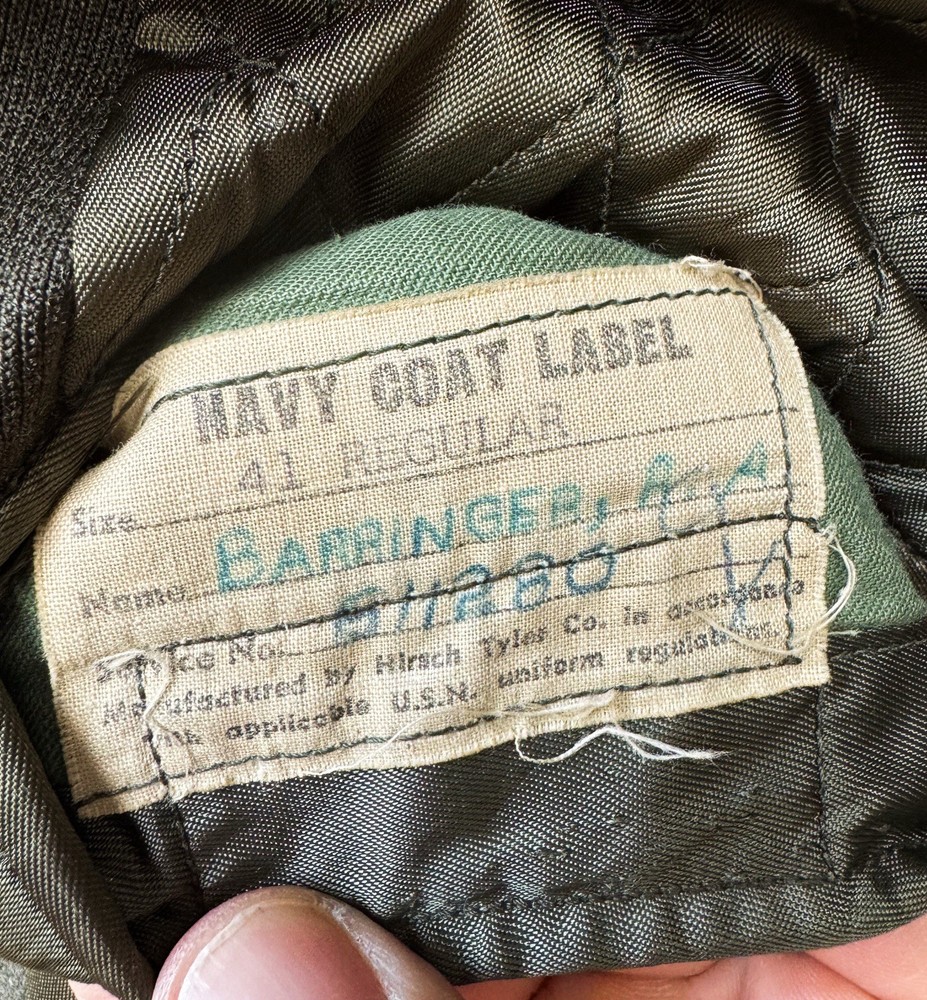 NAVY COAT LABEL
41 REGULAR
Size
BARRINGER,
Name
Service No.
Manufactured by Hirsch Tyler Co. in accordance
with applicable U.S.N. uniform regulations.